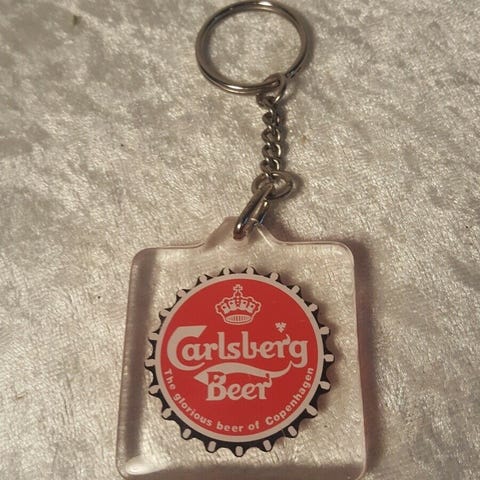 Carlsberg
Beer
The glorious beer of Copenhagen